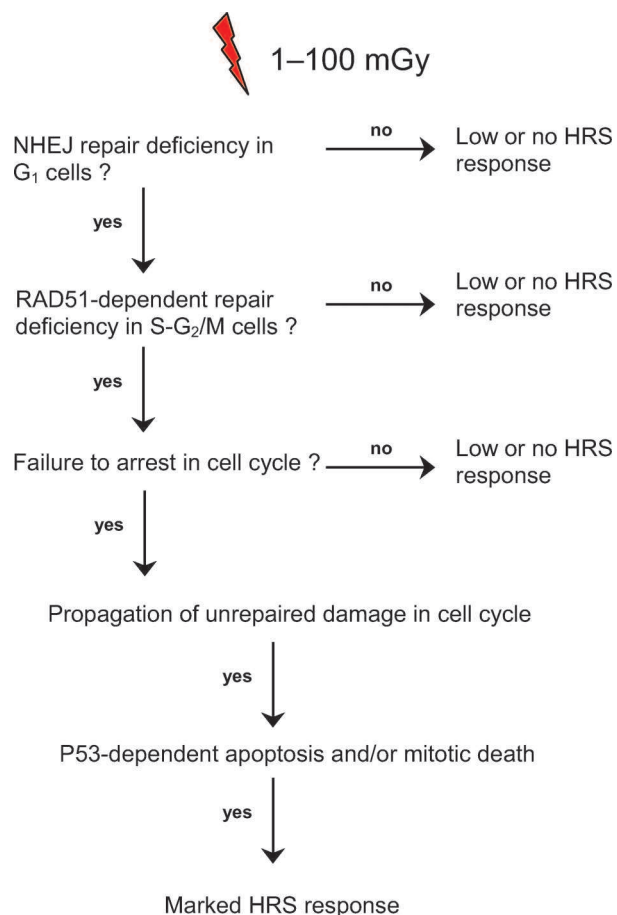 1–100 mGy
NHEJ repair deficiency in
G₁ cells ?
no
Low or no HRS
response
yes
RAD51-dependent repair
deficiency in S-G₂/M cells ?
no
Low or no HRS
response
yes
Failure to arrest in cell cycle ?
no
Low or no HRS
response
yes
Propagation of unrepaired damage in cell cycle
yes
P53-dependent apoptosis and/or mitotic death
yes
Marked HRS response